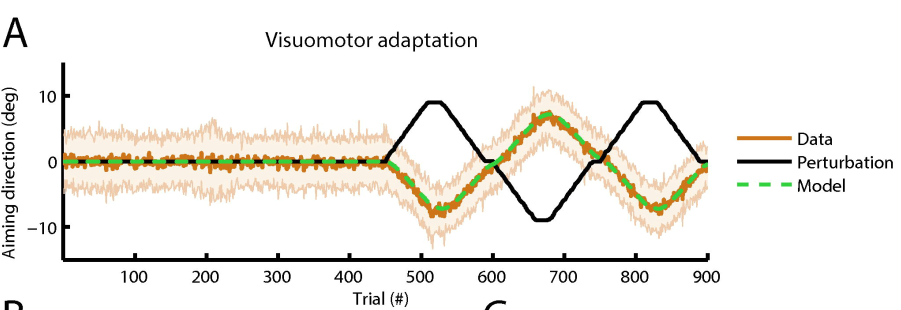 A
Visuomotor adaptation
Aiming direction (deg)
10
0
−10
100 200 300 400 500 600 700 800 900
Trial (#)
Data
Perturbation
Model